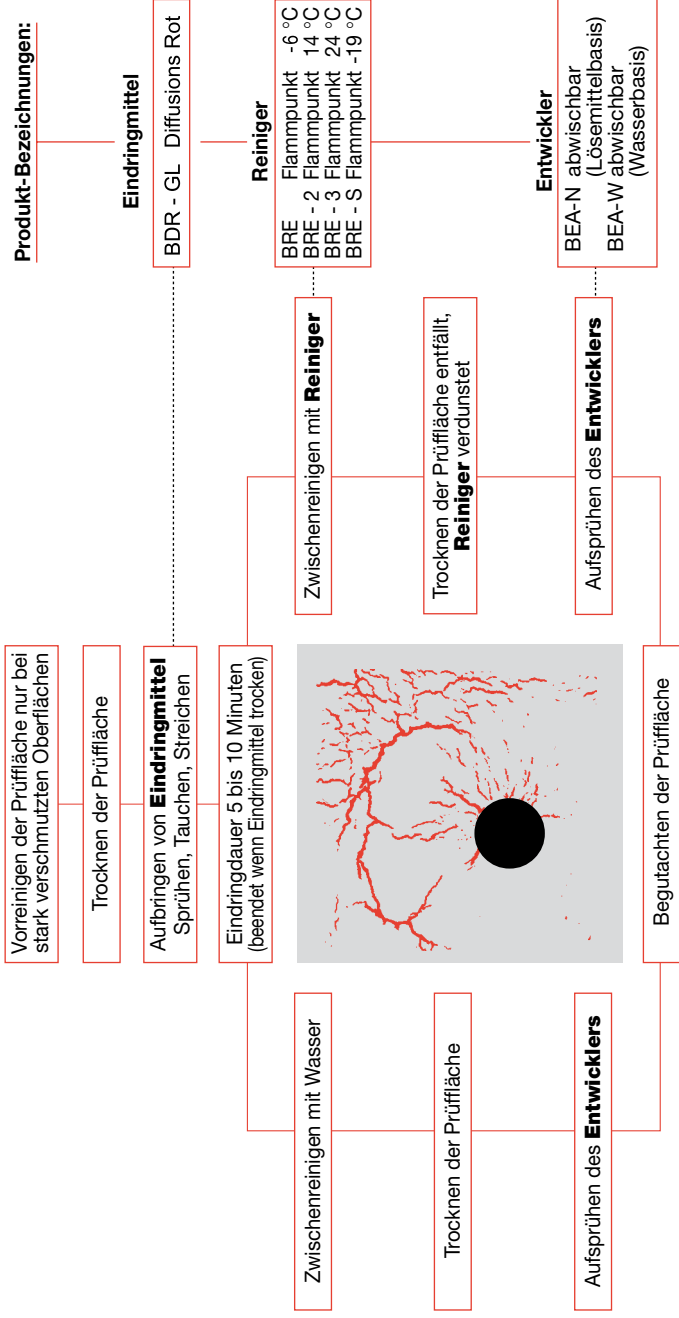 Vorreinigen der Prüffläche nur bei
stark verschmutzten Oberflächen
Trocknen der Prüffläche
Aufbringen von Eindringmittel
Sprühen, Tauchen, Streichen
Eindringdauer 5 bis 10 Minuten
(beendet wenn Eindringmittel trocken)
Zwischenreinigen mit Wasser
Trocknen der Prüffläche
Aufsprühen des Entwicklers
Zwischenreinigen mit Reiniger
Trocknen der Prüffläche entfällt,
Reiniger verdunstet
Aufsprühen des Entwicklers
Begutachten der Prüffläche
Produkt-Bezeichnungen:
Eindringmittel
BDR - GL Diffusions Rot
Reiniger
BRE Flammpunkt -6 °C
BRE - 2 Flammpunkt 14 °C
BRE - 3 Flammpunkt 24 °C
BRE - S Flammpunkt -19 °C
Entwickler
BEA-N abwischbar
(Lösemittelbasis)
BEA-W abwischbar
(Wasserbasis)